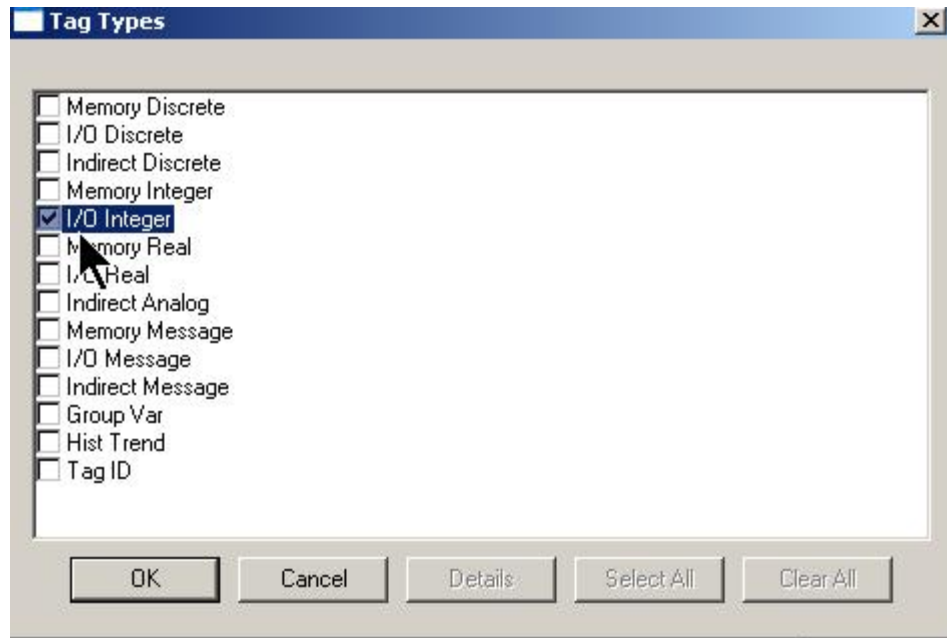 Tag Types
Memory Discrete
I/O Discrete
Indirect Discrete
Memory Integer
I/O Integer
Memory Real
I/O Real
Indirect Analog
Memory Message
I/O Message
Indirect Message
Group Var
Hist Trend
Tag ID
OK Cancel Details Select All Clear All